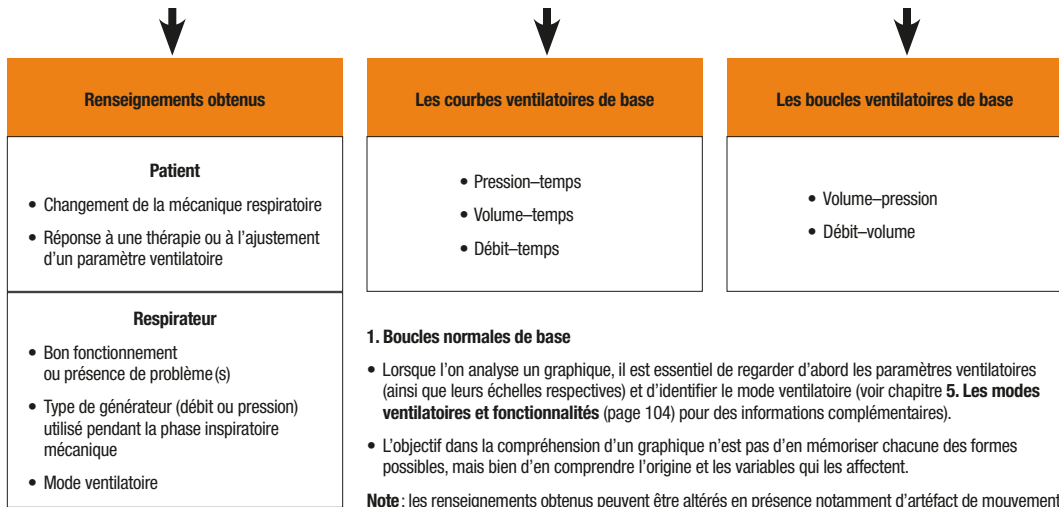 Renseignements obtenus
Patient
• Changement de la mécanique respiratoire
• Réponse à une thérapie ou à l'ajustement
d'un paramètre ventilatoire
Respirateur
• Bon fonctionnement
ou présence de problème(s)
• Type de générateur (débit ou pression)
utilisé pendant la phase inspiratoire
mécanique
• Mode ventilatoire
Les courbes ventilatoires de base
• Pression–temps
• Volume–temps
• Débit–temps
Les boucles ventilatoires de base
• Volume–pression
• Débit–volume
1. Boucles normales de base
• Lorsque l'on analyse un graphique, il est essentiel de regarder d'abord les paramètres ventilatoires
(ainsi que leurs échelles respectives) et d'identifier le mode ventilatoire (voir chapitre 5. Les modes
ventilatoires et fonctionnalités (page 104) pour des informations complémentaires).
• L'objectif dans la compréhension d'un graphique n'est pas d'en mémoriser chacune des formes
possibles, mais bien d'en comprendre l'origine et les variables qui les affectent.
Note : les renseignements obtenus peuvent être altérés en présence notamment d'artéfact de mouvement